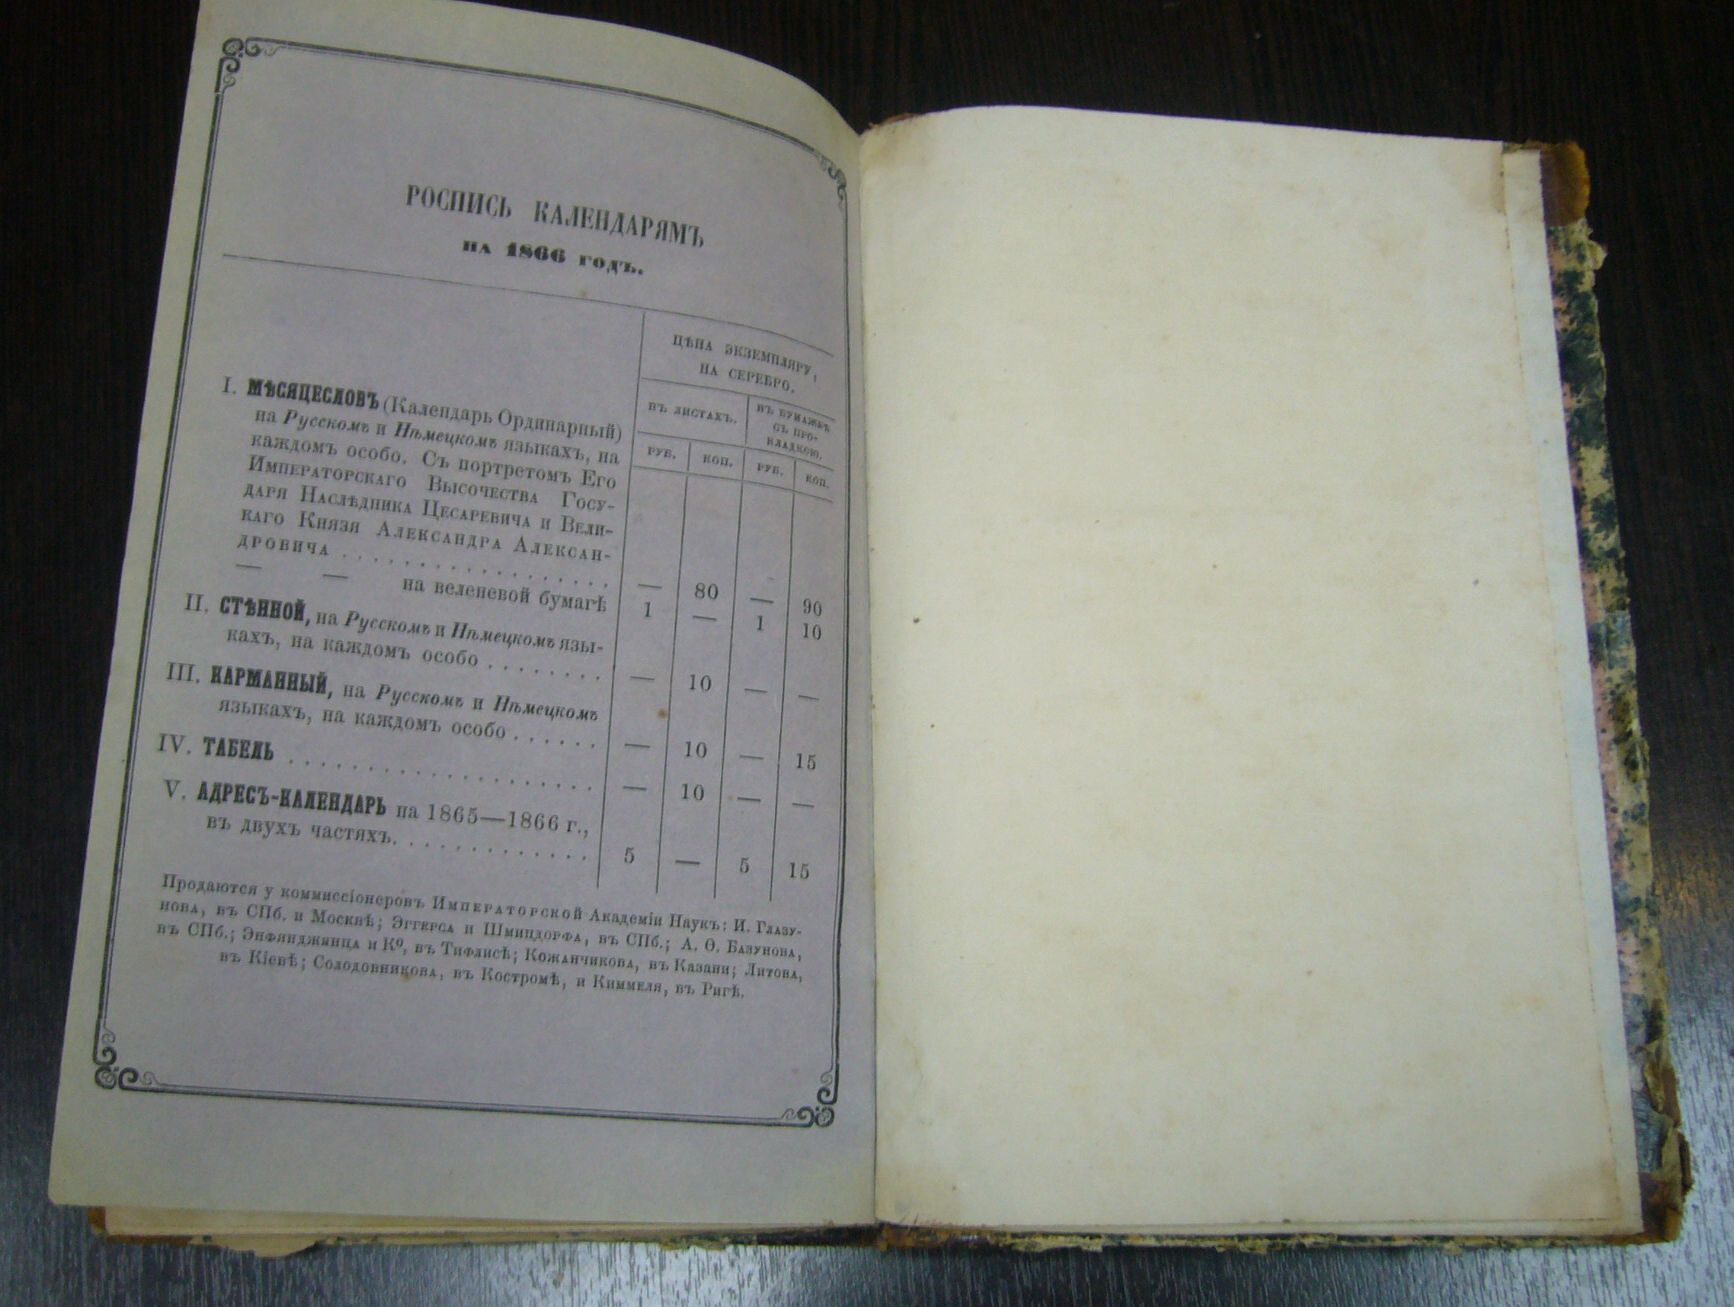 РОСПИСЬ КАЛЕНДАРЯМЪ
НА 1866 ГОДЪ.
ЦѢНА ЭКЗЕМПЛЯРУ,
НА СЕРЕБРО.
ВЪ ЛИСТАХЪ. ВЪ БУМАЖКѢ
СЪ ПРО-
КЛАДКОЮ.
РУБ. КОП. РУБ. КОП.
I. МѢСЯЦЕСЛОВЪ (Календарь Ординарный)
на Русскомъ и Нѣмецкомъ языкахъ, на
каждомъ особо. Съ портретомъ Его
Императорскаго Высочества Госу-
даря Наслѣдника Цесаревича и Вели-
каго Князя Александра Алексан-
дровича . . . . . . . . . . . . . . . . . — 80 — 90
— — на веленевой бумагѣ 1 — 1 10
II. СТѢННОЙ, на Русскомъ и Нѣмецкомъ язы-
кахъ, на каждомъ особо . . . . . . . . — 10 — —
III. КАРМАННЫЙ, на Русскомъ и Нѣмецкомъ
языкахъ, на каждомъ особо . . . . . . — 10 — 15
IV. ТАБЕЛЬ . . . . . . . . . . . . . . . . . . . — 10 — —
V. АДРЕСЪ-КАЛЕНДАРЬ на 1865—1866 г.,
въ двухъ частяхъ. . . . . . . . . . . . . 5 — 5 15
Продаются у коммиссіонеровъ Императорской Академіи Наукъ: И. Глазу-
нова, въ СПб. и Москвѣ; Эггерса и Шмицдорфа, въ СПб.; А. Ѳ. Базунова,
въ СПб.; Энфянджянца и Кº, въ Тифлисѣ; Кожанчикова, въ Казани; Литова,
въ Кіевѣ; Солодовникова, въ Костромѣ, и Киммеля, въ Ригѣ.